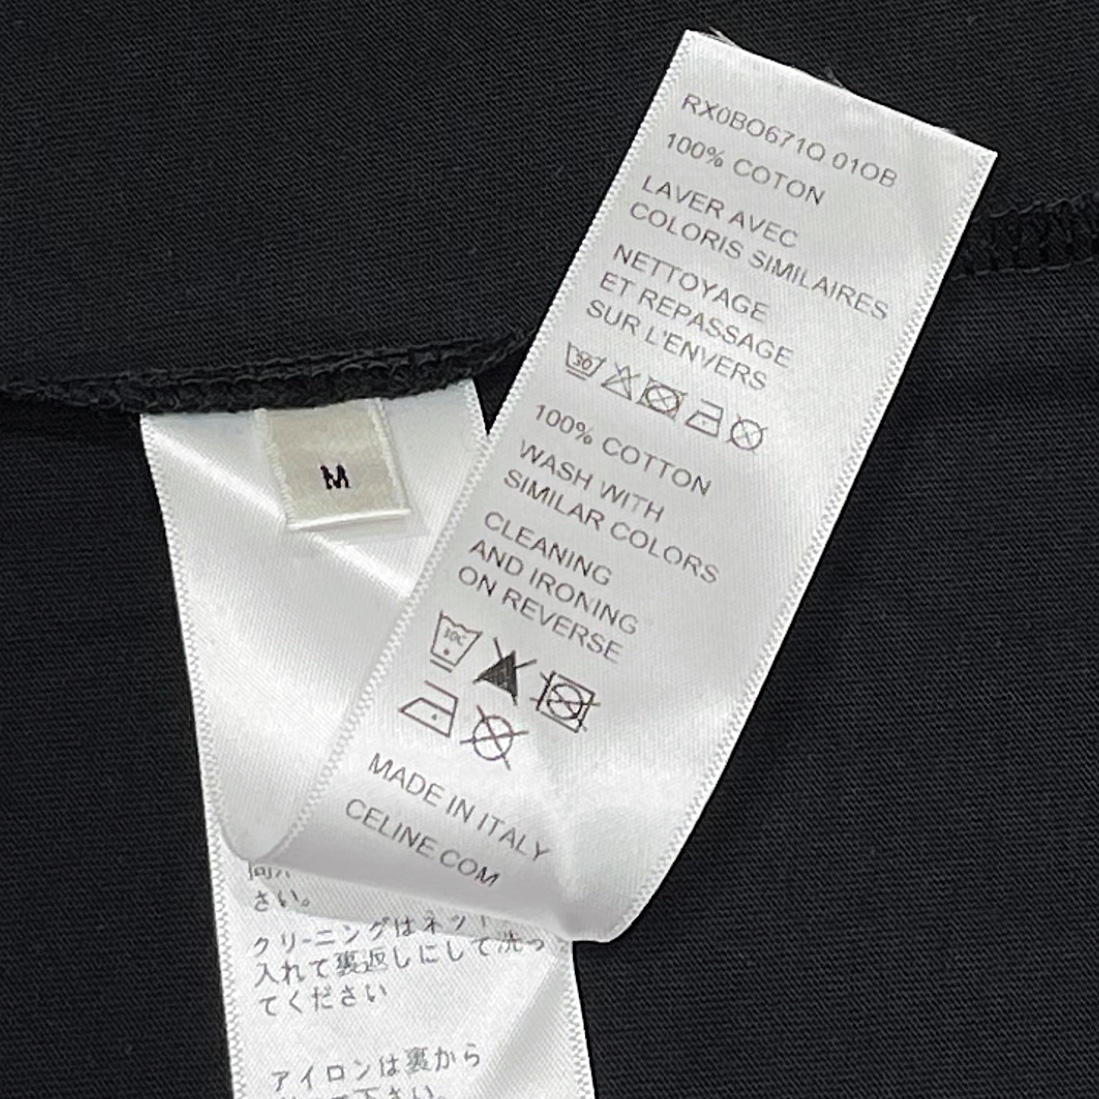 RX0BO671Q 01OB
100% COTON
LAVER AVEC
COLORIS SIMILAIRES
NETTOYAGE
ET REPASSAGE
SUR L'ENVERS
30
100% COTTON
WASH WITH
SIMILAR COLORS
CLEANING
AND IRONING
ON REVERSE
30C
MADE IN ITALY
CELINE.COM
M
さい。
クリーニングはネット
入れて裏返しにして洗っ
てください
アイロンは裏から